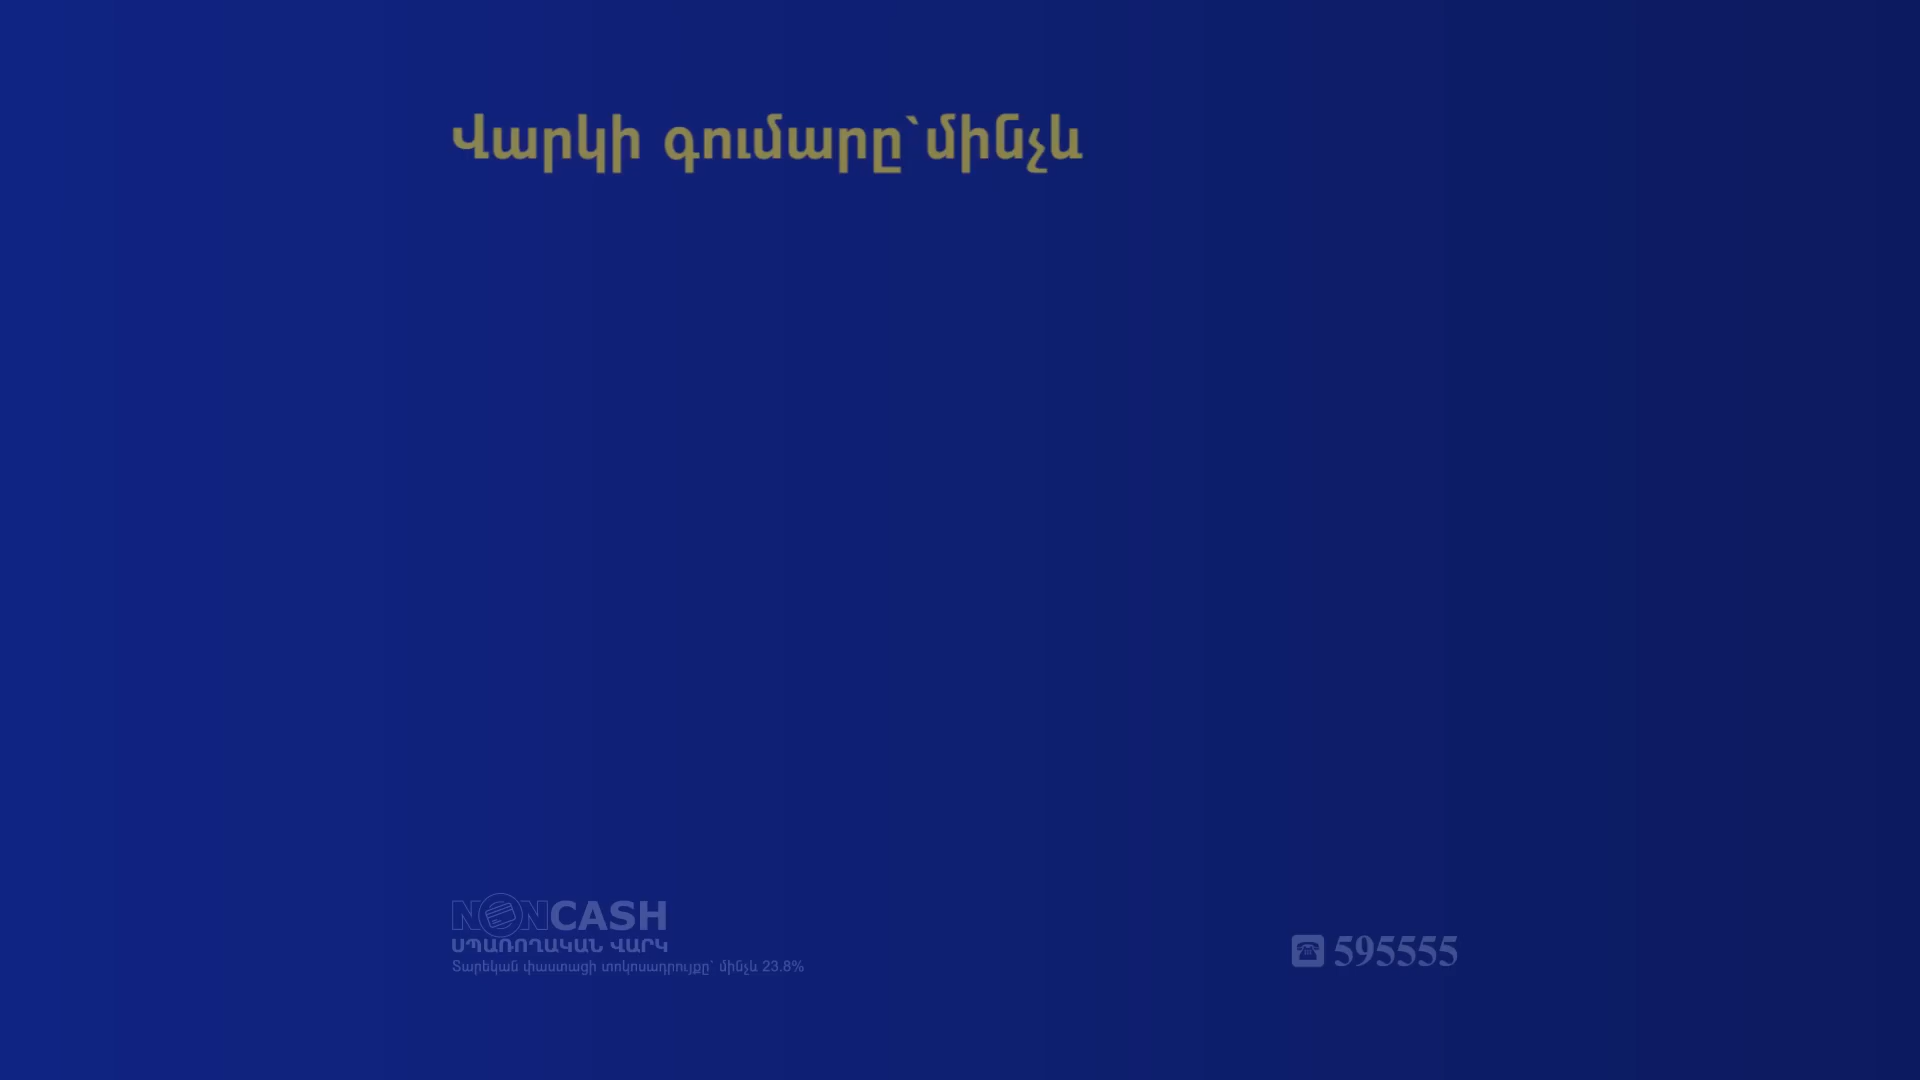 Վարկի գումարը՝մինչև
NONCASH
ՍՊԱՌՈՂԱԿԱՆ ՎԱՐԿ
Տարեկան փաստացի տոկոսադրույքը՝ մինչև 23.8%
595555